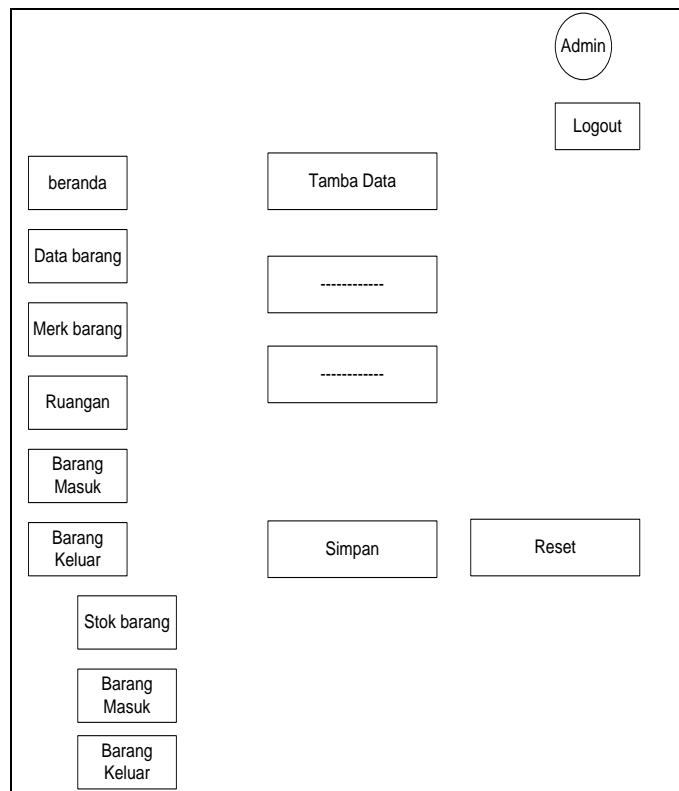 Admin
Logout
beranda
Tamba Data
Data barang
------------
Merk barang
------------
Ruangan
Barang
Masuk
Barang
Keluar
Simpan
Reset
Stok barang
Barang
Masuk
Barang
Keluar